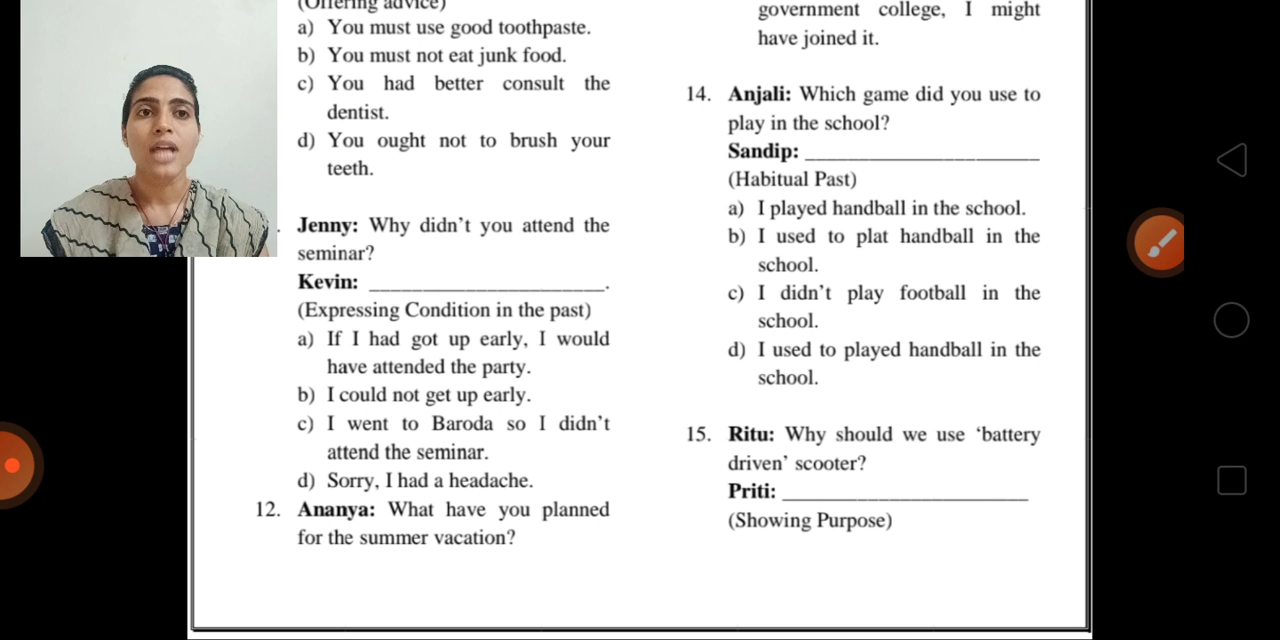 (Offering advice)
a) You must use good toothpaste.
b) You must not eat junk food.
c) You had better consult the
dentist.
d) You ought not to brush your
teeth.
. Jenny: Why didn’t you attend the
seminar?
Kevin: ______________________.
(Expressing Condition in the past)
a) If I had got up early, I would
have attended the party.
b) I could not get up early.
c) I went to Baroda so I didn’t
attend the seminar.
d) Sorry, I had a headache.
12. Ananya: What have you planned
for the summer vacation?
government college, I might
have joined it.
14. Anjali: Which game did you use to
play in the school?
Sandip: ______________________
(Habitual Past)
a) I played handball in the school.
b) I used to plat handball in the
school.
c) I didn’t play football in the
school.
d) I used to played handball in the
school.
15. Ritu: Why should we use ‘battery
driven’ scooter?
Priti: _______________________
(Showing Purpose)